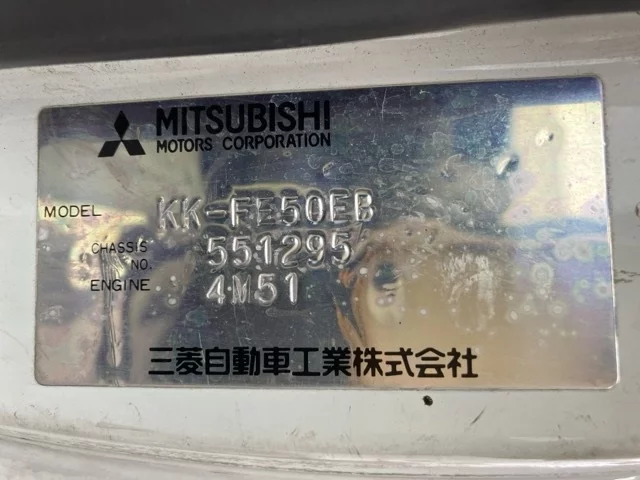 MITSUBISHI
MOTORS CORPORATION
MODEL KK-FE50EB
CHASSIS NO. 551295
ENGINE 4M51
三菱自動車工業株式会社